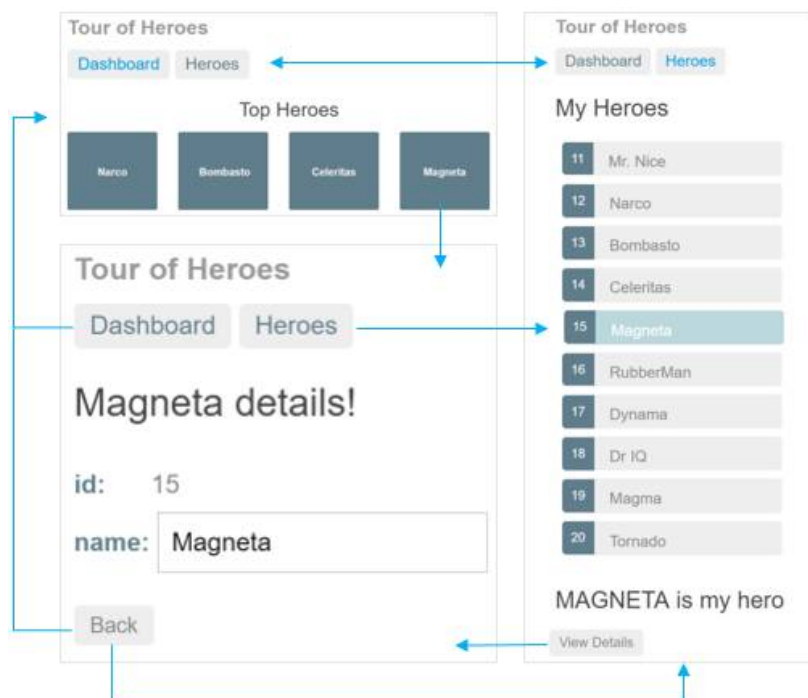 Tour of Heroes
Dashboard Heroes
Top Heroes
Narco Bombasto Celeritas Magneta
Tour of Heroes
Dashboard Heroes
Magneta details!
id: 15
name: Magneta
Back
Tour of Heroes
Dashboard Heroes
My Heroes
11 Mr. Nice
12 Narco
13 Bombasto
14 Celeritas
15 Magneta
16 RubberMan
17 Dynama
18 Dr IQ
19 Magma
20 Tornado
MAGNETA is my hero
View Details